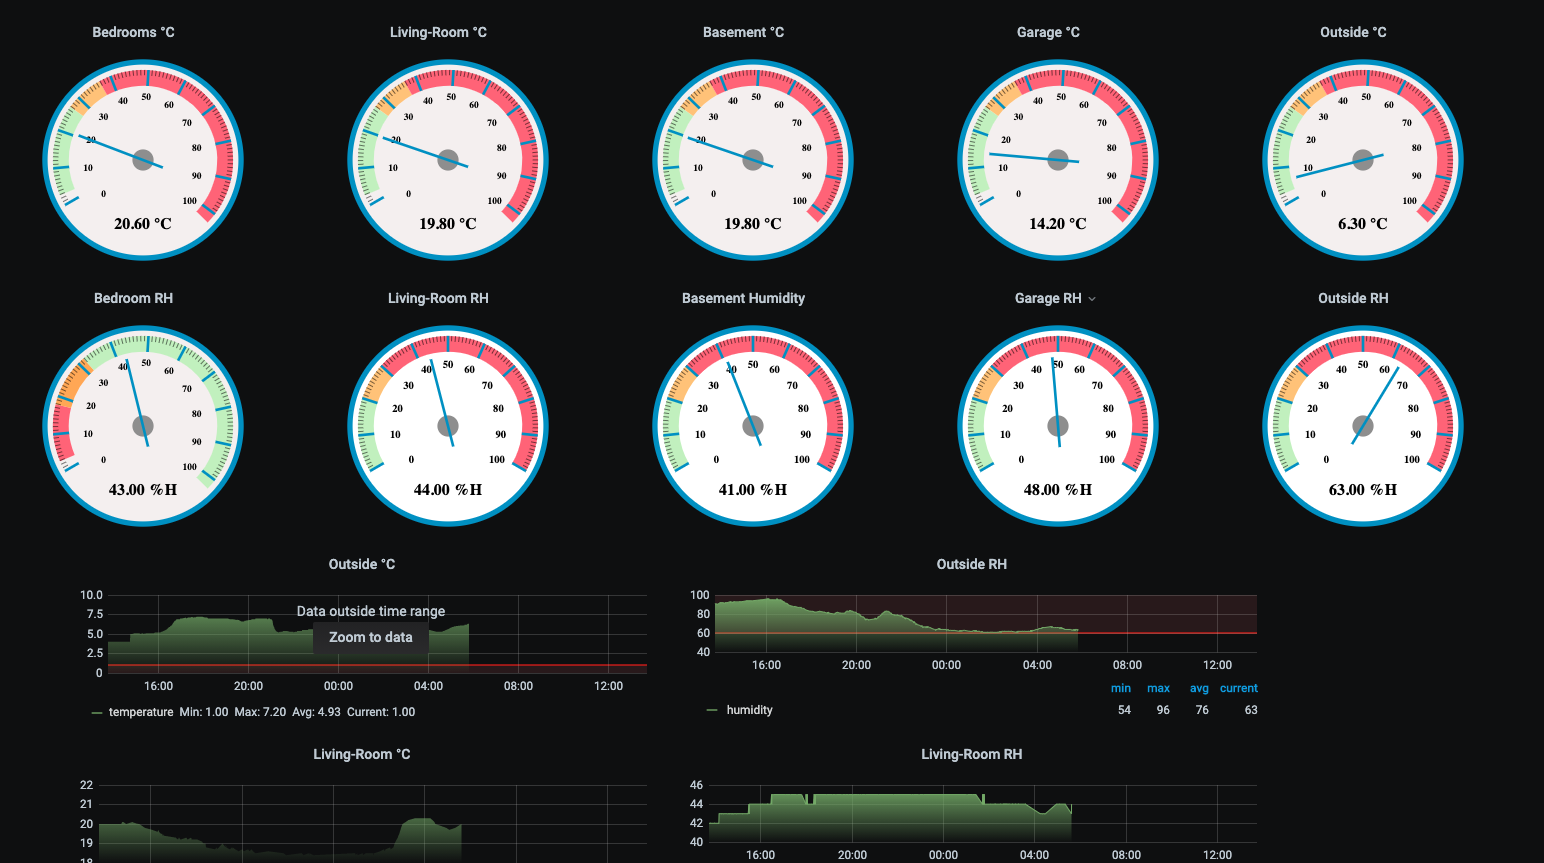 Bedrooms °C
Living-Room °C
Basement °C
Garage °C
Outside °C
0 10 20 30 40 50 60 70 80 90 100
20.60 °C
0 10 20 30 40 50 60 70 80 90 100
19.80 °C
0 10 20 30 40 50 60 70 80 90 100
19.80 °C
0 10 20 30 40 50 60 70 80 90 100
14.20 °C
0 10 20 30 40 50 60 70 80 90 100
6.30 °C
Bedroom RH
Living-Room RH
Basement Humidity
Garage RH
Outside RH
0 10 20 30 40 50 60 70 80 90 100
43.00 %H
0 10 20 30 40 50 60 70 80 90 100
44.00 %H
0 10 20 30 40 50 60 70 80 90 100
41.00 %H
0 10 20 30 40 50 60 70 80 90 100
48.00 %H
0 10 20 30 40 50 60 70 80 90 100
63.00 %H
Outside °C
10.0
7.5
5.0
2.5
0
Data outside time range
Zoom to data
16:00 20:00 00:00 04:00 08:00 12:00
temperature Min: 1.00 Max: 7.20 Avg: 4.93 Current: 1.00
Outside RH
100
80
60
40
16:00 20:00 00:00 04:00 08:00 12:00
min max avg current
humidity 54 96 76 63
Living-Room °C
22
21
20
19
18
Living-Room RH
46
44
42
40
16:00 20:00 00:00 04:00 08:00 12:00